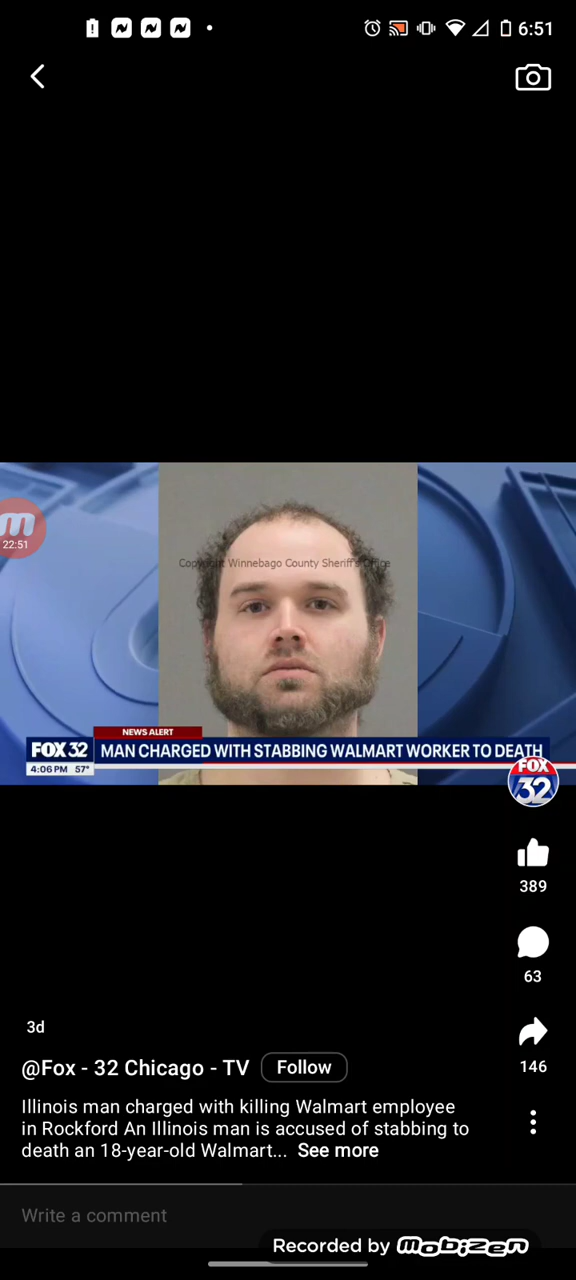 6:51
22:51
Copyright Winnebago County Sheriff's Office
NEWS ALERT
FOX 32
MAN CHARGED WITH STABBING WALMART WORKER TO DEATH
4:06 PM 57°
FOX
32
389
63
3d
@Fox - 32 Chicago - TV
Follow
146
Illinois man charged with killing Walmart employee
in Rockford An Illinois man is accused of stabbing to
death an 18-year-old Walmart... See more
Write a comment
Recorded by mobizen